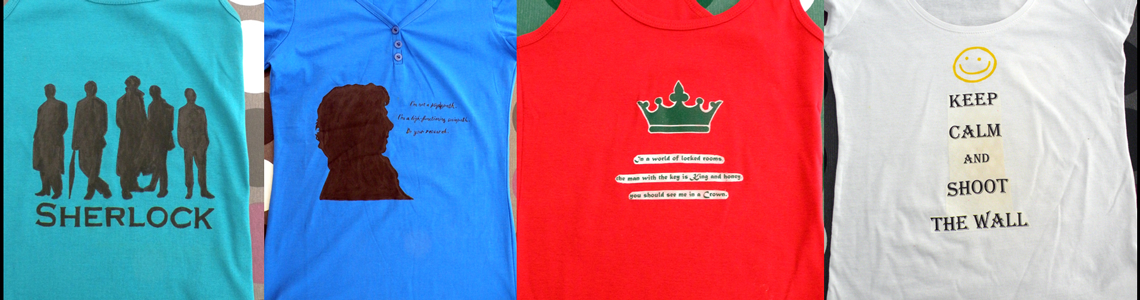 SHERLOCK
I'm not a psychopath,
I'm a high-functioning sociopath.
Do your research.
In a world of locked rooms
the man with the key is King and honey,
you should see me in a Crown.
KEEP
CALM
AND
SHOOT
THE WALL